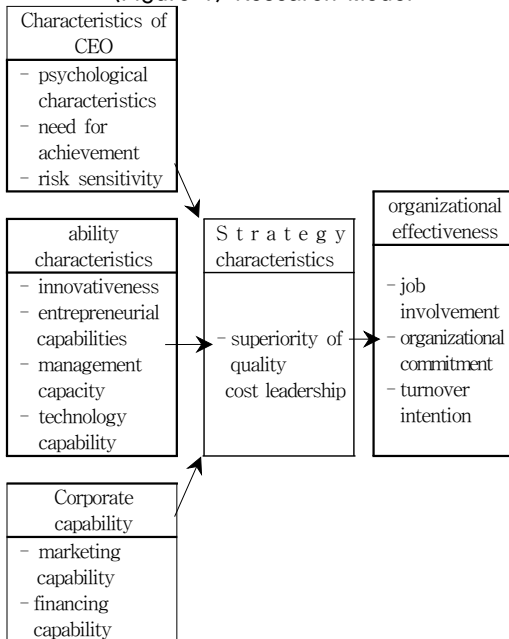 (Figure 1) Research Model
Characteristics of
CEO
- psychological
characteristics
- need for
achievement
- risk sensitivity
ability
characteristics
- innovativeness
- entrepreneurial
capabilities
- management
capacity
- technology
capability
Corporate
capability
- marketing
capability
- financing
capability
Strategy
characteristics
- superiority of
quality
cost leadership
organizational
effectiveness
- job
involvement
- organizational
commitment
- turnover
intention